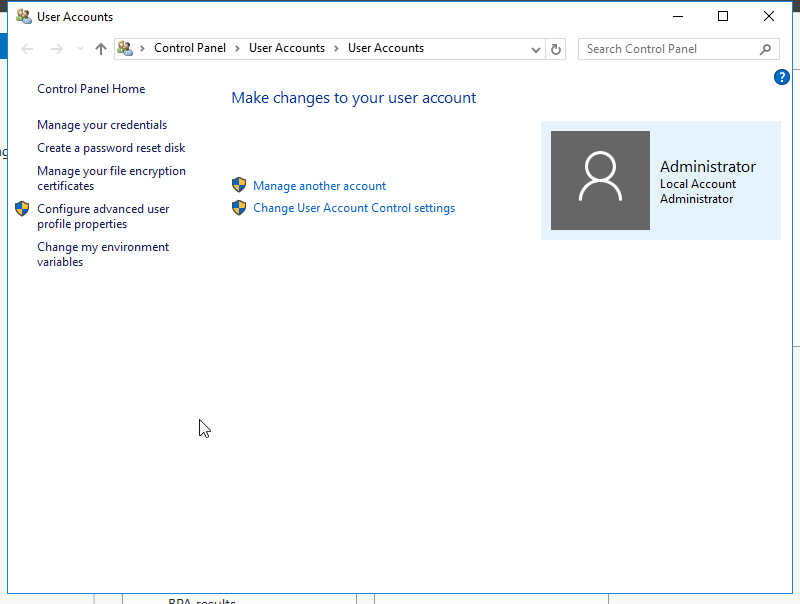 User Accounts
Control Panel > User Accounts > User Accounts
Search Control Panel
?
Control Panel Home
Manage your credentials
Create a password reset disk
Manage your file encryption
certificates
Configure advanced user
profile properties
Change my environment
variables
Make changes to your user account
Manage another account
Change User Account Control settings
Administrator
Local Account
Administrator
BPA results